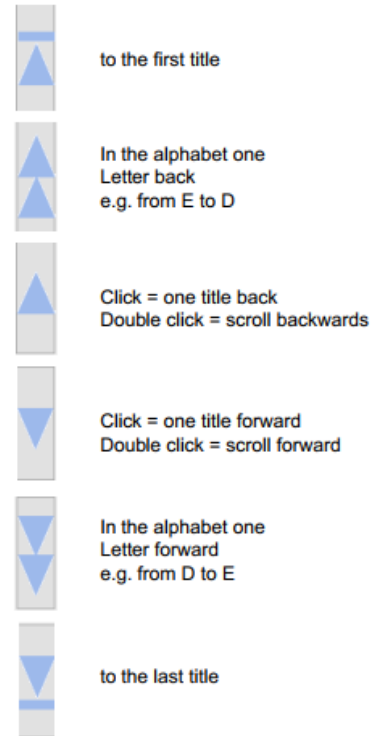 to the first title
In the alphabet one
Letter back
e.g. from E to D
Click = one title back
Double click = scroll backwards
Click = one title forward
Double click = scroll forward
In the alphabet one
Letter forward
e.g. from D to E
to the last title